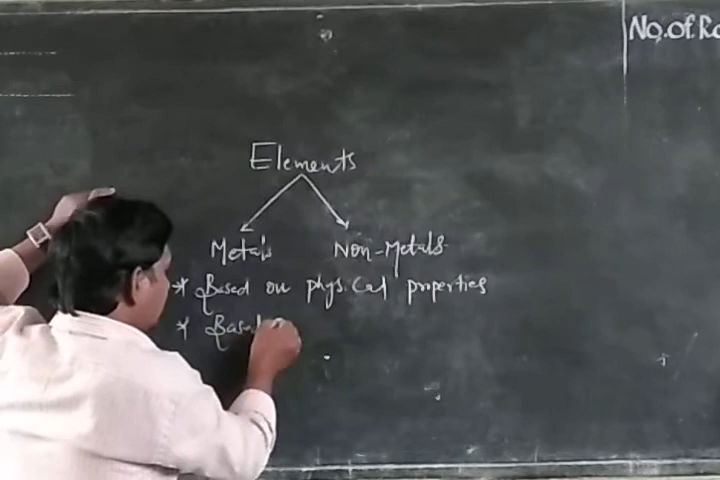 No. of Ro
Elements
Metals Non-Metals
* Based on physical properties
* Based